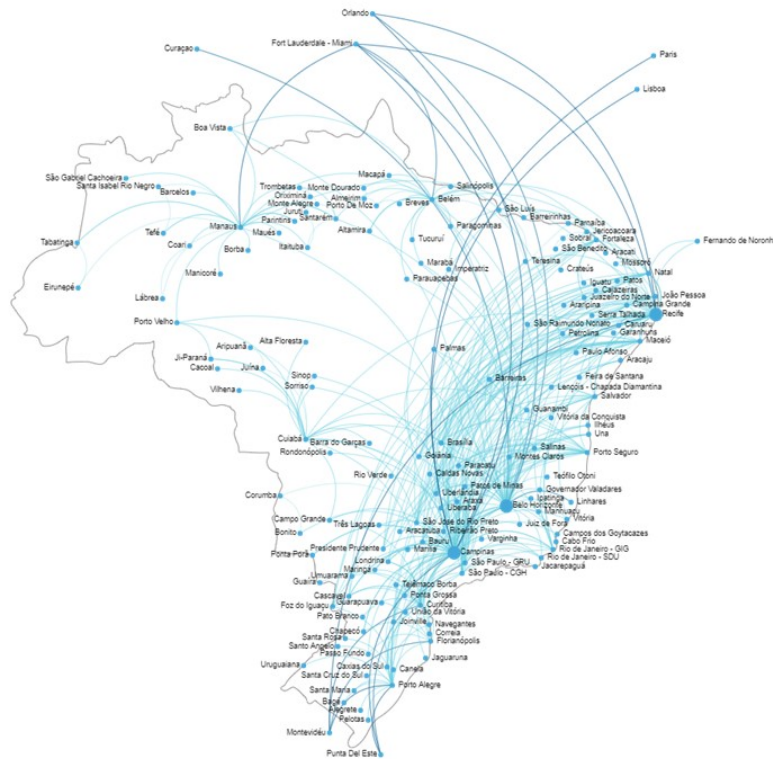 Orlando
Fort Lauderdale - Miami
Curaçao
Paris
Lisboa
Boa Vista
Macapá
São Gabriel Cachoeira
Santa Isabel Rio Negro
Barcelos
Trombetas
Monte Dourado
Salinópolis
Oriximiná
Almeirim
Belém
Monte Alegre
Porto De Moz
Breves
São Luís
Juruti
Barreirinhas
Parnaíba
Parintins
Santarém
Manaus
Maués
Altamira
Paragominas
Jericoacoara
Tefé
Sobral
Fortaleza
Tabatinga
Coari
Borba
Itaituba
Tucuruí
São Benedito
Aracati
Fernando de Noronh
Teresina
Mossoró
Manicoré
Marabá
Imperatriz
Crateús
Natal
Parauapebas
Iguatu
Patos
Eirunepé
Cajazeiras
Lábrea
Juazeiro do Norte
João Pessoa
Araripina
Campina Grande
Serra Talhada
Recife
Porto Velho
São Raimundo Nonato
Caruaru
Petrolina
Garanhuns
Maceió
Aripuanã
Alta Floresta
Palmas
Paulo Afonso
Ji-Paraná
Aracaju
Cacoal
Juína
Sinop
Barreiras
Feira de Santana
Sorriso
Lençóis - Chapada Diamantina
Vilhena
Salvador
Guanambi
Vitória da Conquista
Ilhéus
Una
Cuiabá
Barra do Garças
Brasília
Salinas
Rondonópolis
Goiânia
Montes Claros
Porto Seguro
Paracatu
Rio Verde
Caldas Novas
Teófilo Otoni
Patos de Minas
Governador Valadares
Corumba
Uberlandia
Ipatinga
Araxa
Linhares
Uberaba
Belo Horizonte
Manhuaçu
Campo Grande
Três Lagoas
São José do Rio Preto
Vitória
Juiz de Fora
Bonito
Aracatuba
Ribeirão Preto
Campos dos Goytacazes
Bauru
Varginha
Cabo Frio
Presidente Prudente
Marília
Rio de Janeiro - GIG
Ponta Porã
Campinas
Rio de Janeiro - SDU
Londrina
São Paulo - GRU
Jacarepaguá
Maringa
São Paulo - CGH
Umuarama
Guaira
Telêmaco Borba
Cascavel
Ponta Grossa
Foz do Iguaçu
Guarapuava
Curitiba
União da Vitória
Pato Branco
Joinville
Navegantes
Chapecó
Correia
Santa Rosa
Florianópolis
Santo Angelo
Passo Fundo
Jaguaruna
Uruguaiana
Caxias do Sul
Canela
Santa Cruz do Sul
Porto Alegre
Santa Maria
Bagé
Alegrete
Pelotas
Montevidéu
Punta Del Este